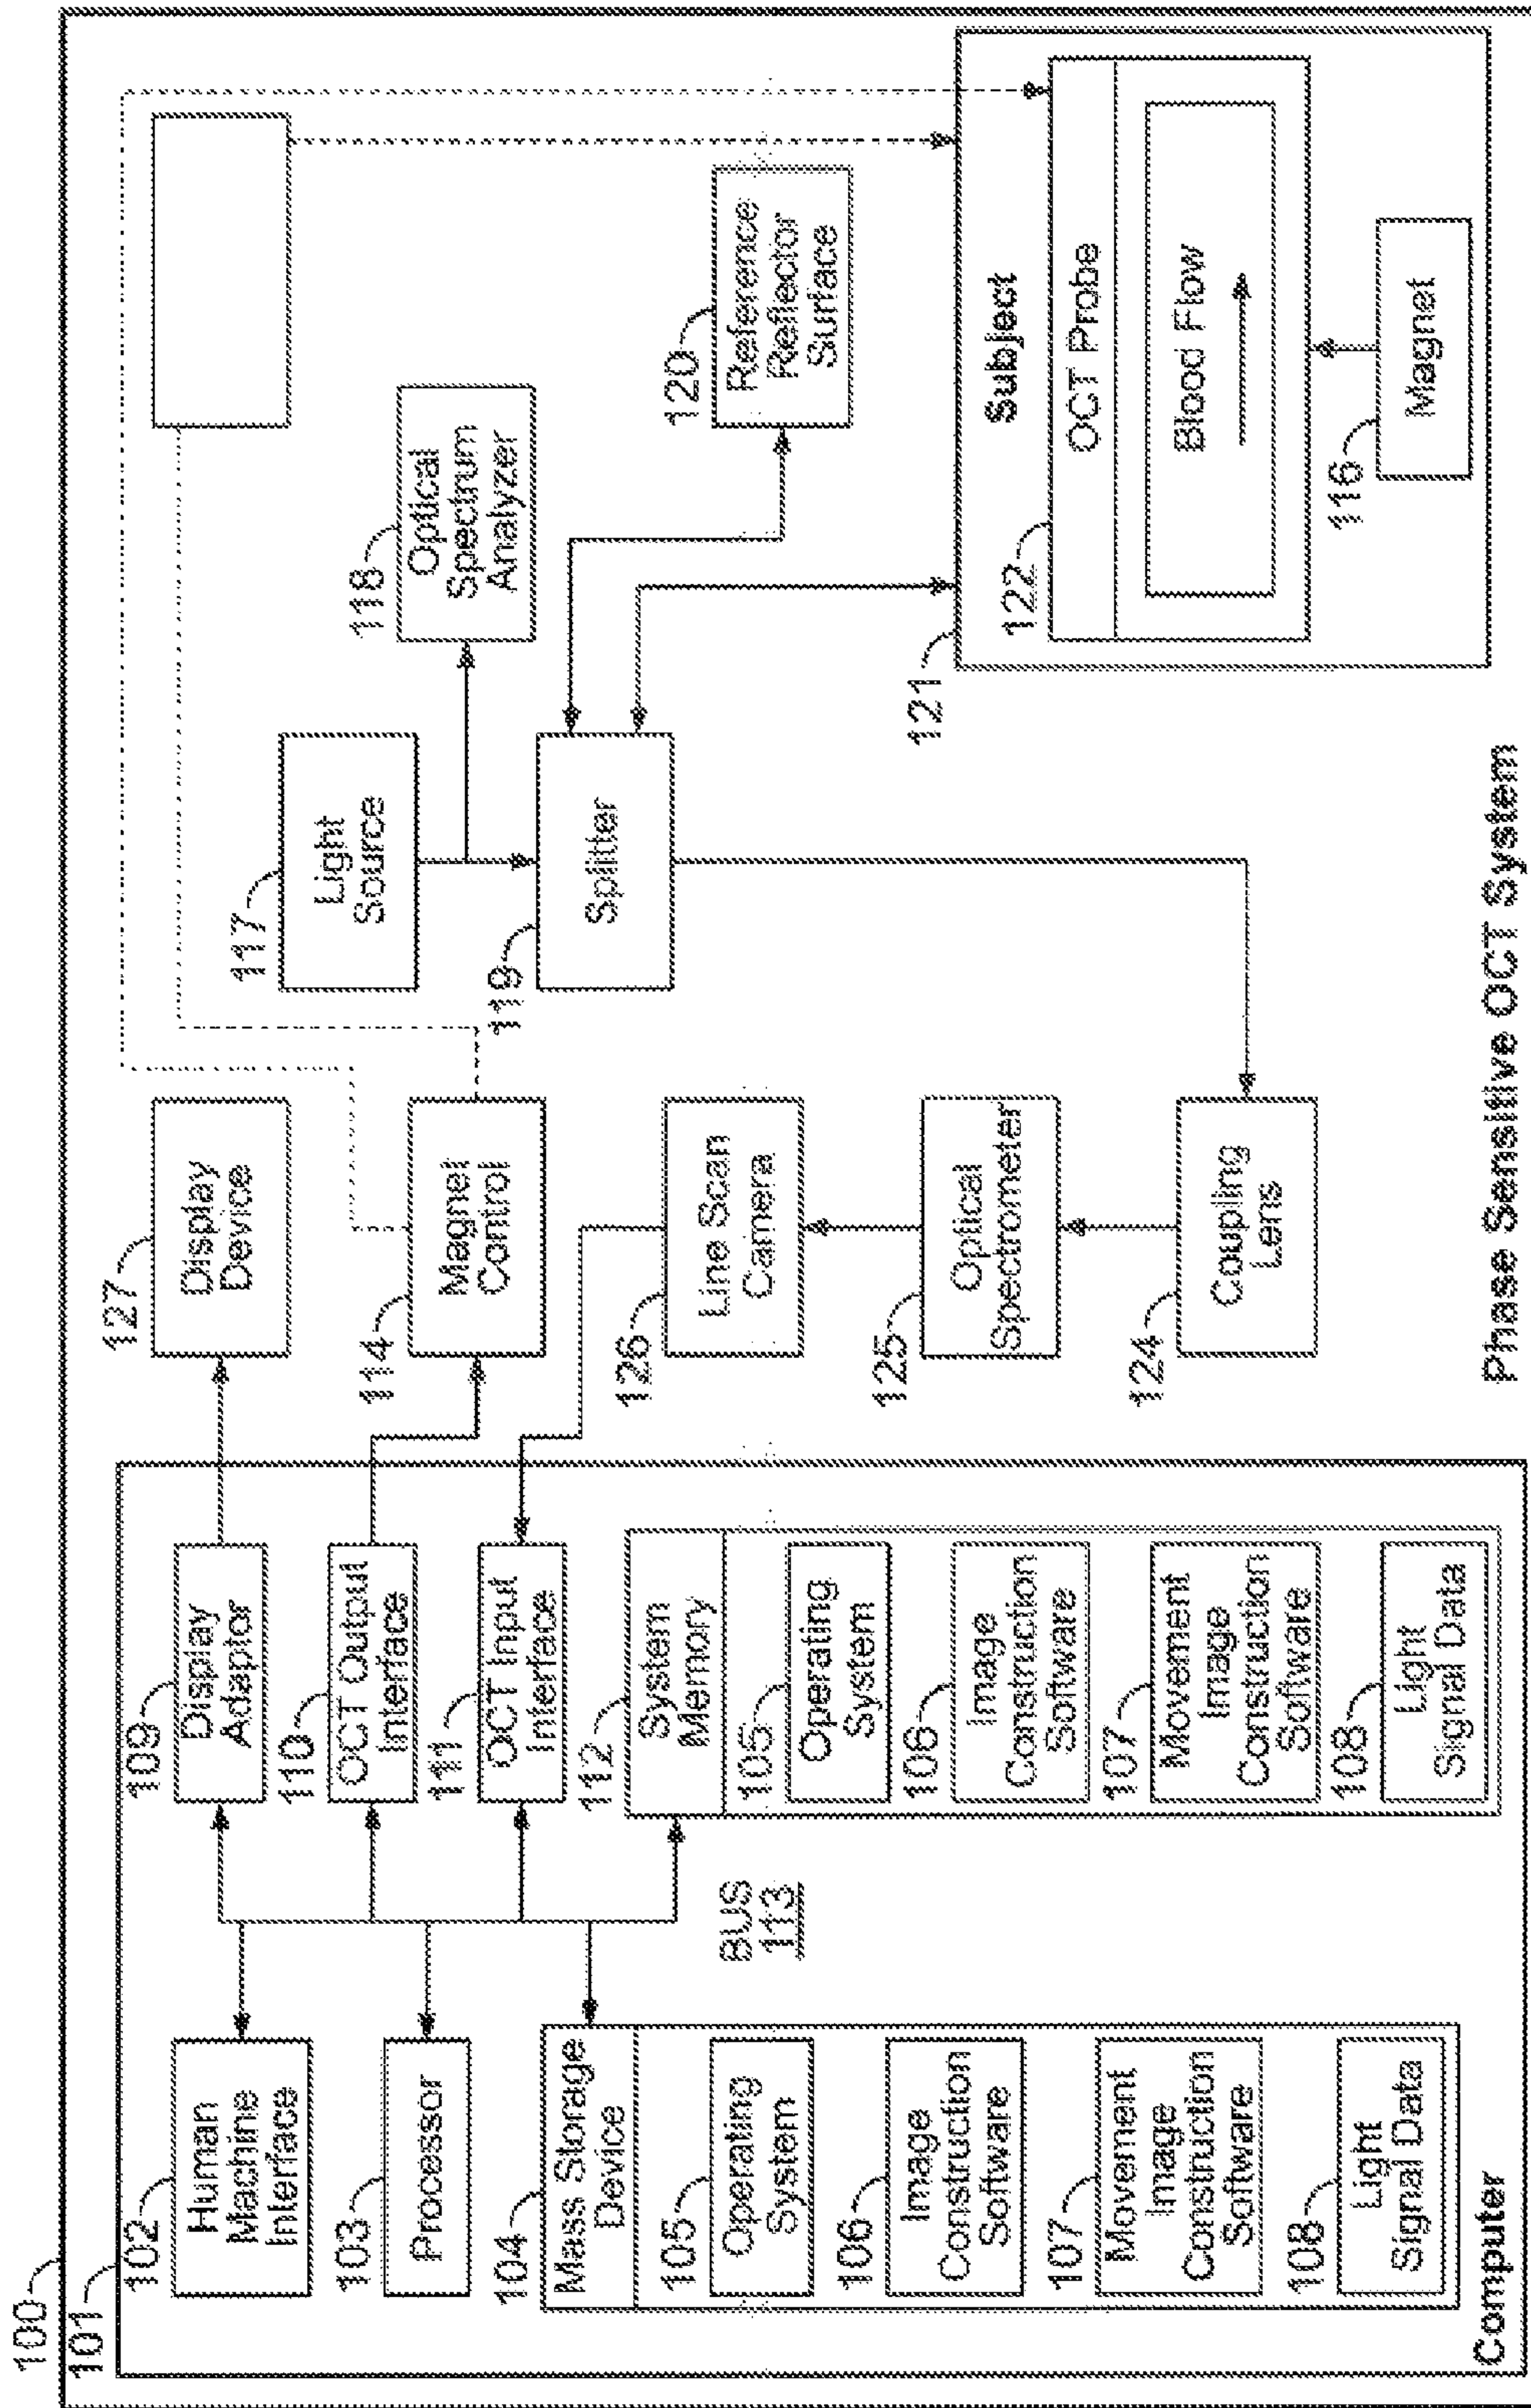 100
101
102
Human
Machine
Interface
103
Processor
104
Mass Storage
Device
105
Operating
System
106
Image
Construction
Software
107
Movement
Image
Construction
Software
108
Light
Signal Data
Computer
BUS
113
109
Display
Adaptor
110
OCT Output
Interface
111
OCT Input
Interface
112
System
Memory
105
Operating
System
106
Image
Construction
Software
107
Movement
Image
Construction
Software
108
Light
Signal Data
127
Display
Device
114
Magnet
Control
126
Line Scan
Camera
125
Optical
Spectrometer
124
Coupling
Lens
117
Light
Source
119
Splitter
118
Optical
Spectrum
Analyzer
120
Reference
Reflector
Surface
121
Subject
122
OCT Probe
Blood Flow
116
Magnet
Phase Sensitive OCT System